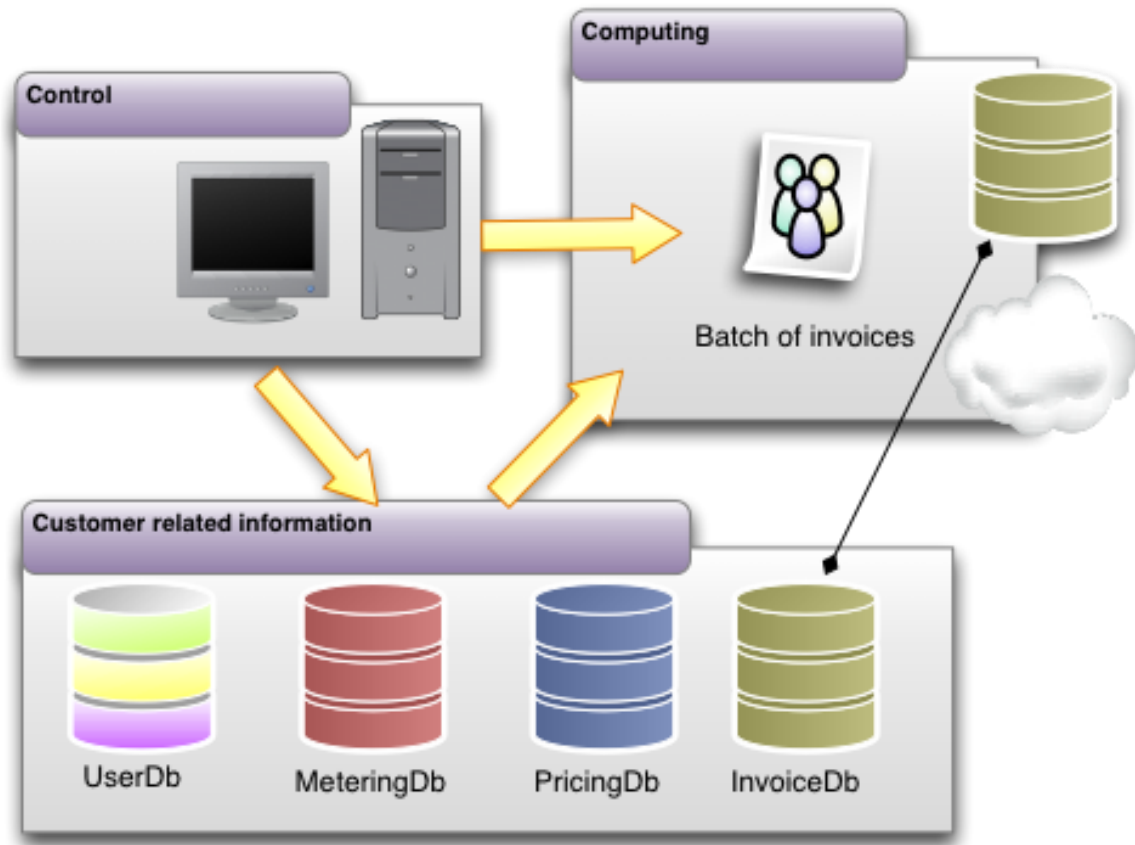 Computing
Control
Batch of invoices
Customer related information
UserDb
MeteringDb
PricingDb
InvoiceDb